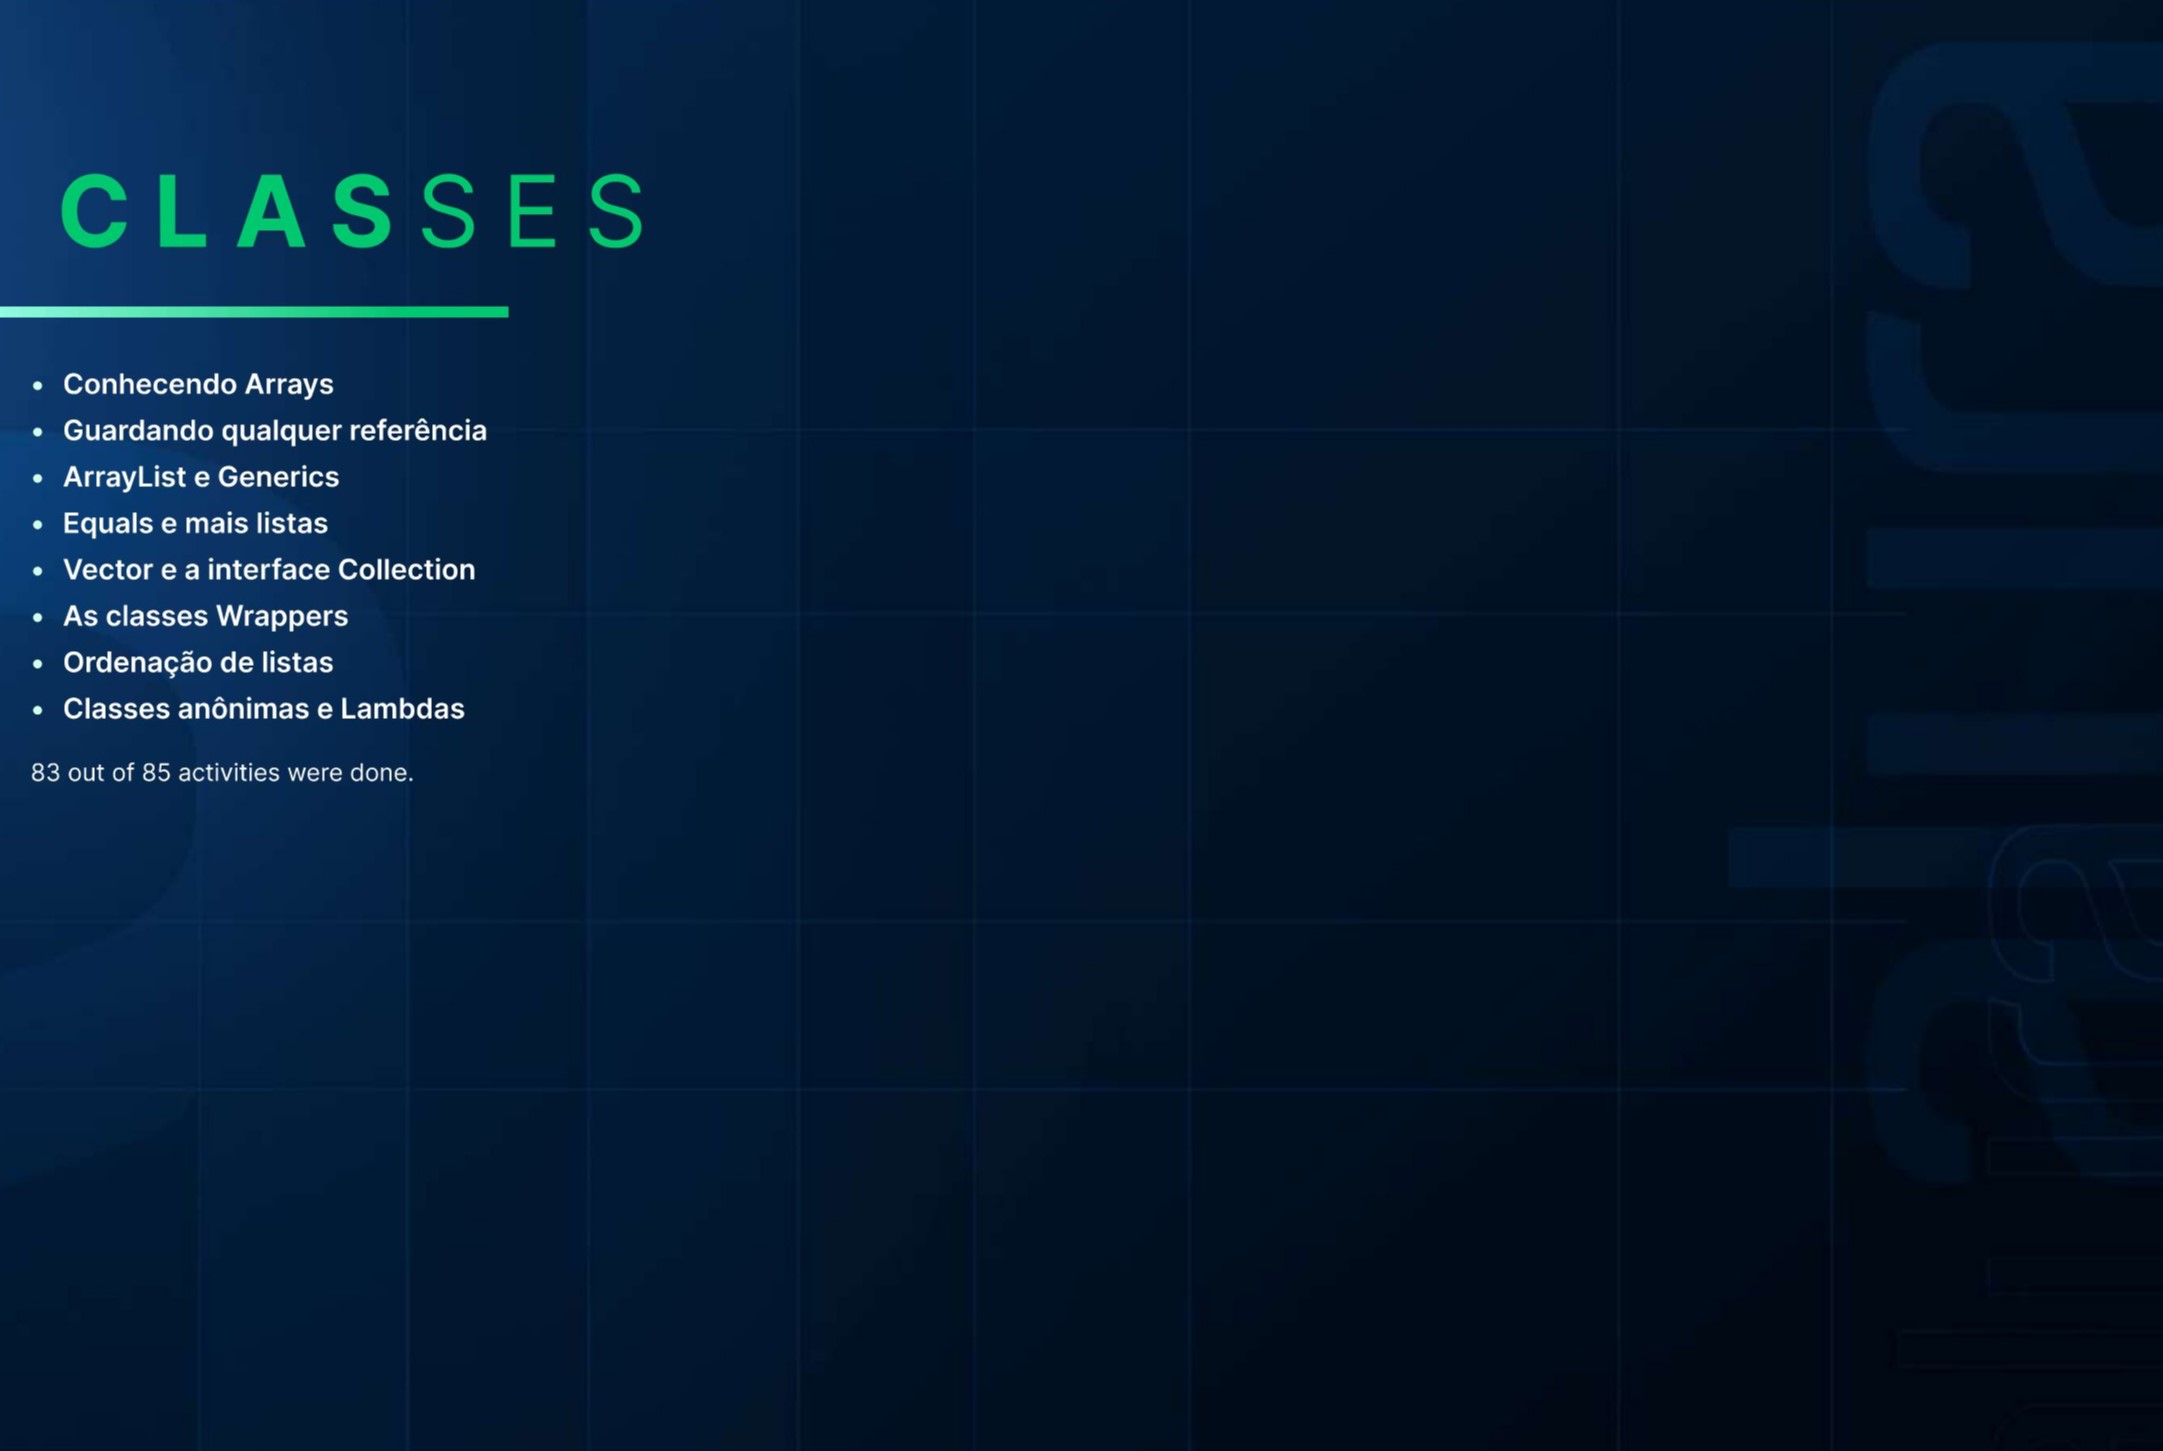 CLASSES
• Conhecendo Arrays
• Guardando qualquer referência
• ArrayList e Generics
• Equals e mais listas
• Vector e a interface Collection
• As classes Wrappers
• Ordenação de listas
• Classes anônimas e Lambdas
83 out of 85 activities were done.